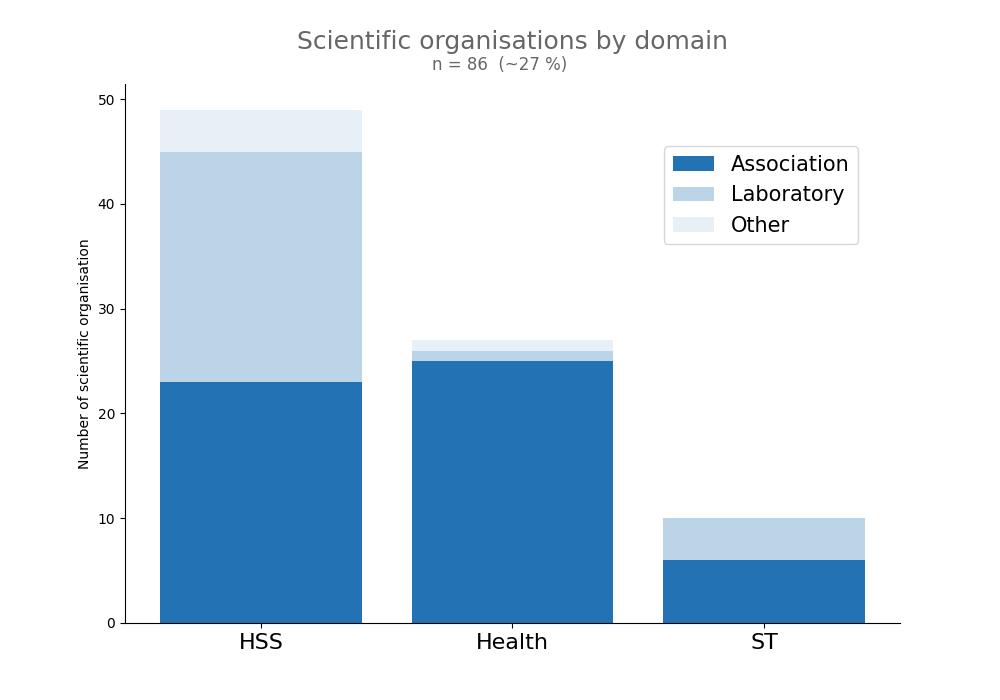 Scientific organisations by domain
n = 86 (~27 %)
50
40
30
20
10
0
Number of scientific organisation
Association
Laboratory
Other
HSS
Health
ST